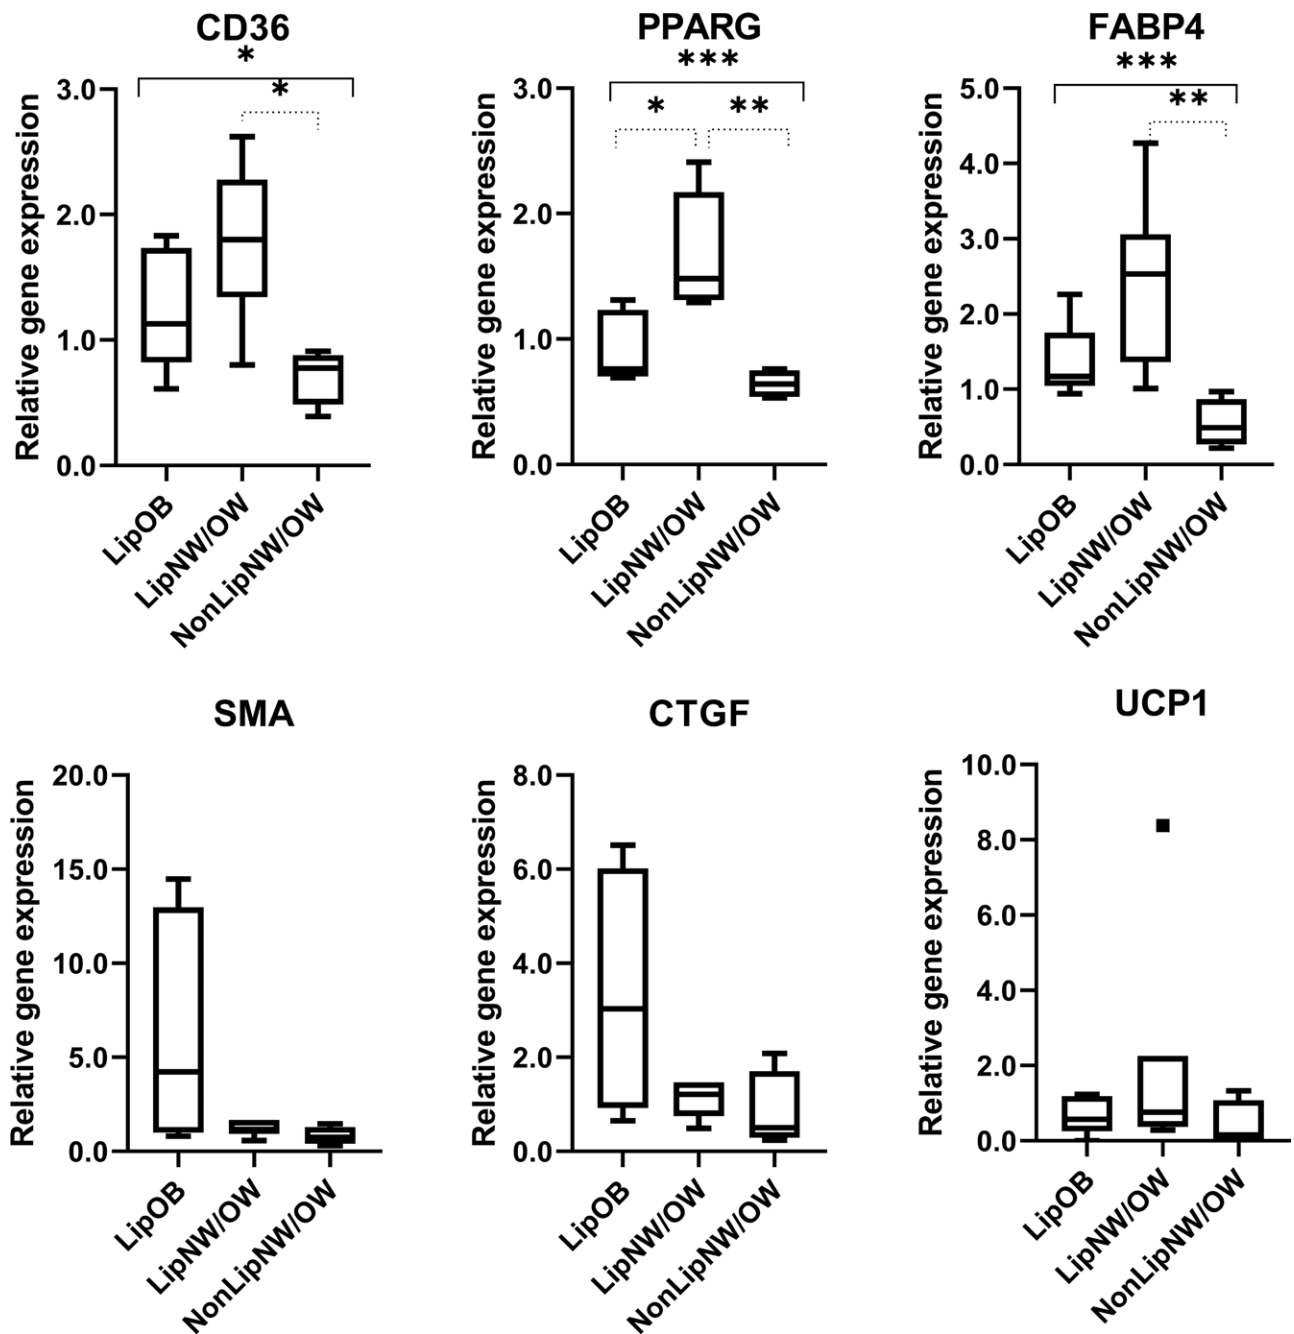 CD36
*
*
Relative gene expression
3.0
2.0
1.0
0.0
LipOB
LipNW/OW
NonLipNW/OW
PPARG
***
*
**
Relative gene expression
3.0
2.0
1.0
0.0
LipOB
LipNW/OW
NonLipNW/OW
FABP4
***
**
Relative gene expression
5.0
4.0
3.0
2.0
1.0
0.0
LipOB
LipNW/OW
NonLipNW/OW
SMA
Relative gene expression
20.0
15.0
10.0
5.0
0.0
LipOB
LipNW/OW
NonLipNW/OW
CTGF
Relative gene expression
8.0
6.0
4.0
2.0
0.0
LipOB
LipNW/OW
NonLipNW/OW
UCP1
Relative gene expression
10.0
8.0
6.0
4.0
2.0
0.0
LipOB
LipNW/OW
NonLipNW/OW